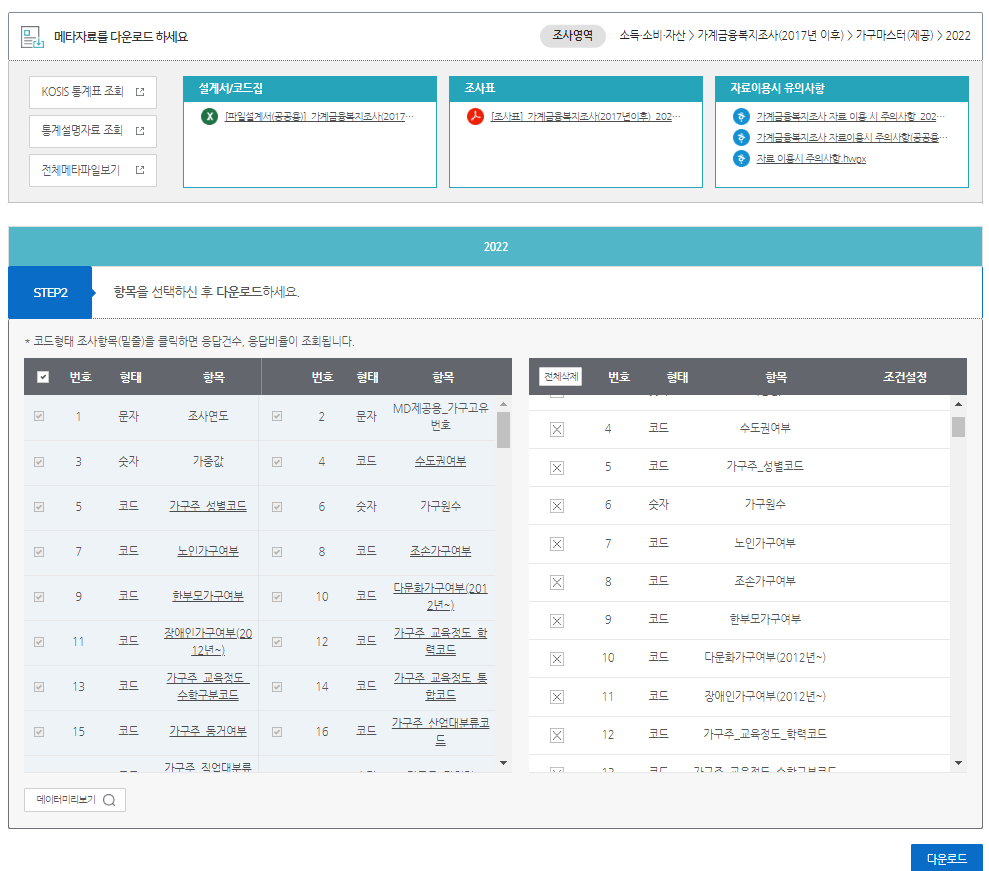 메타자료를 다운로드 하세요
조사영역 소득·소비·자산 > 가계금융복지조사(2017년 이후) > 가구마스터(제공) > 2022
KOSIS 통계표 조회
통계설명자료 조회
전체메타파일보기
설계서/코드집
[파일설계서(공공용)]_가계금융복지조사(2017···
조사표
[조사표]_가계금융복지조사(2017년이후)_202···
자료이용시 유의사항
가계금융복지조사 자료 이용 시 주의사항_202···
가계금융복지조사 자료이용시 주의사항(공공용···
자료 이용시 주의사항.hwpx
2022
STEP2 항목을 선택하신 후 다운로드하세요.
* 코드형태 조사항목(밑줄)을 클릭하면 응답건수, 응답비율이 조회됩니다.
번호 형태 항목 번호 형태 항목
1 문자 조사연도 2 문자 MD제공용_가구고유
번호
3 숫자 가중값 4 코드 수도권여부
5 코드 가구주_성별코드 6 숫자 가구원수
7 코드 노인가구여부 8 코드 조손가구여부
9 코드 한부모가구여부 10 코드 다문화가구여부(201
2년~)
11 코드 장애인가구여부(20
12년~) 12 코드 가구주_교육정도_학
력코드
13 코드 가구주_교육정도_
수학구분코드 14 코드 가구주_교육정도_통
합코드
15 코드 가구주_동거여부 16 코드 가구주_산업대분류코
드
가구주_직업대분류
전체삭제 번호 형태 항목 조건설정
4 코드 수도권여부
5 코드 가구주_성별코드
6 숫자 가구원수
7 코드 노인가구여부
8 코드 조손가구여부
9 코드 한부모가구여부
10 코드 다문화가구여부(2012년~)
11 코드 장애인가구여부(2012년~)
12 코드 가구주_교육정도_학력코드
13 코드 가구주_교육정도_수학구분코드
데이터미리보기
다운로드